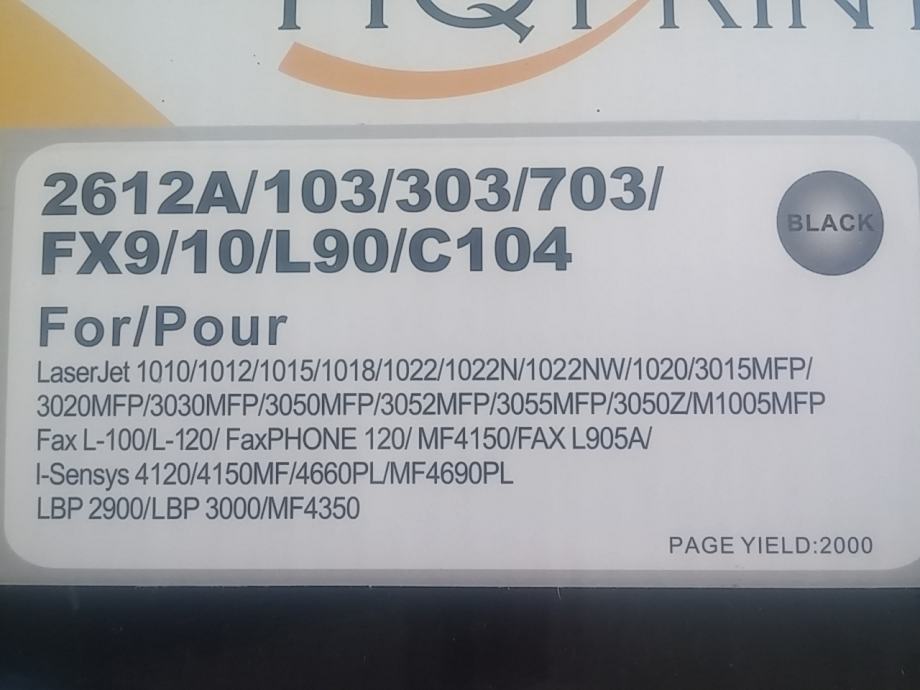 HQPRINT
2612A/103/303/703/
FX9/10/L90/C104
BLACK
For/Pour
LaserJet 1010/1012/1015/1018/1022/1022N/1022NW/1020/3015MFP/
3020MFP/3030MFP/3050MFP/3052MFP/3055MFP/3050Z/M1005MFP
Fax L-100/L-120/ FaxPHONE 120/ MF4150/FAX L905A/
I-Sensys 4120/4150MF/4660PL/MF4690PL
LBP 2900/LBP 3000/MF4350
PAGE YIELD:2000